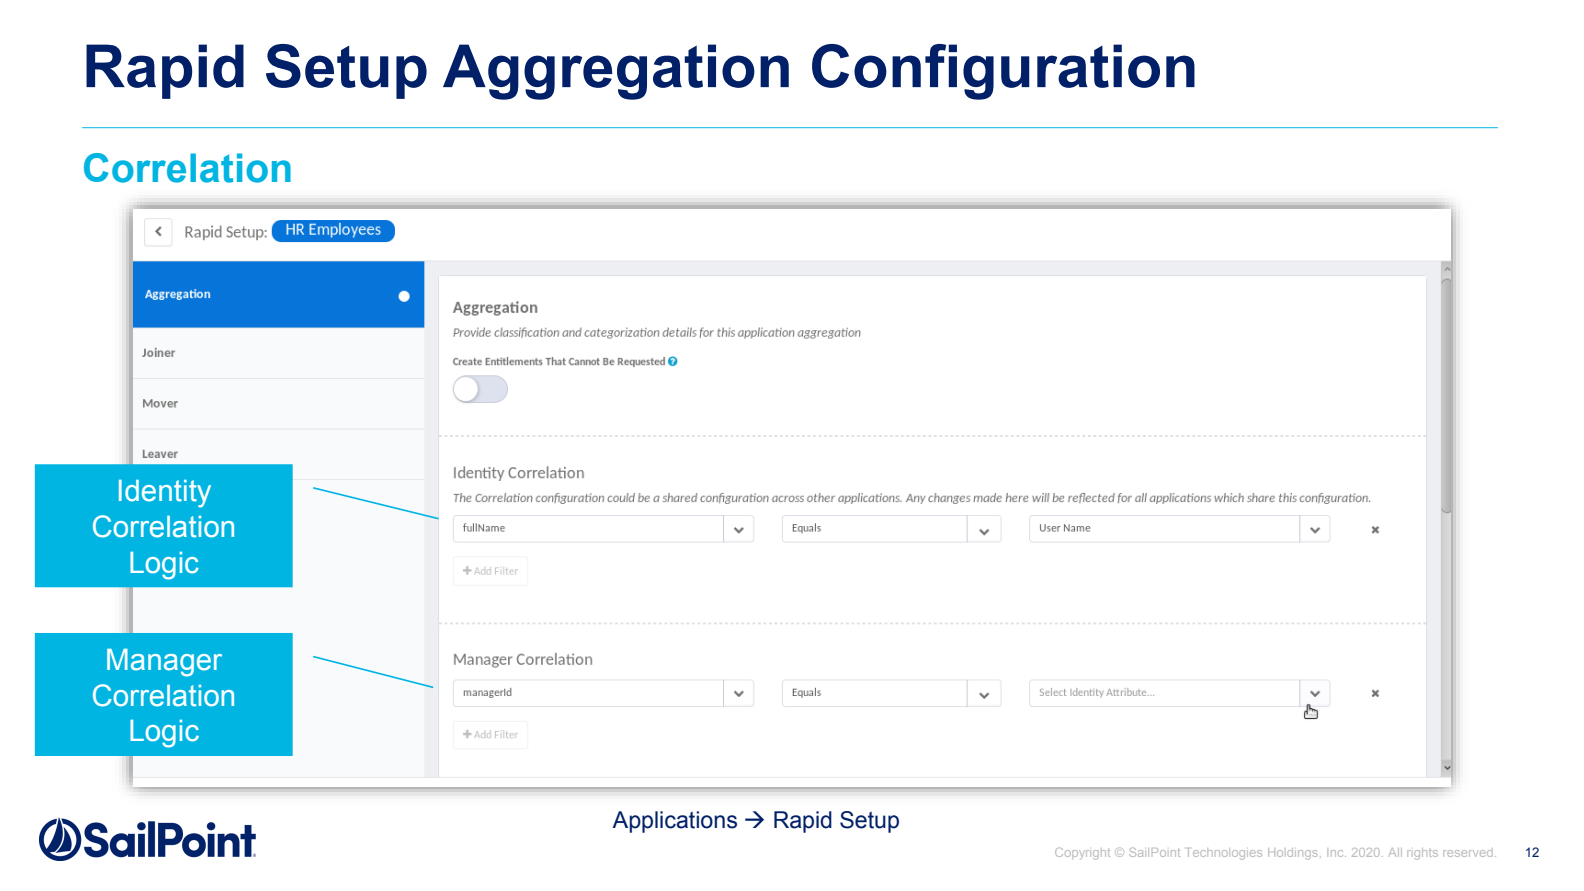 Rapid Setup Aggregation Configuration
Correlation
Rapid Setup: HR Employees
Aggregation
Joiner
Mover
Leaver
Aggregation
Provide classification and categorization details for this application aggregation
Create Entitlements That Cannot Be Requested ?
Identity Correlation
The Correlation configuration could be a shared configuration across other applications. Any changes made here will be reflected for all applications which share this configuration.
fullName Equals User Name
+ Add Filter
Manager Correlation
managerId Equals Select Identity Attribute...
+ Add Filter
Identity
Correlation
Logic
Manager
Correlation
Logic
Applications → Rapid Setup
SailPoint
Copyright © SailPoint Technologies Holdings, Inc. 2020. All rights reserved. 12